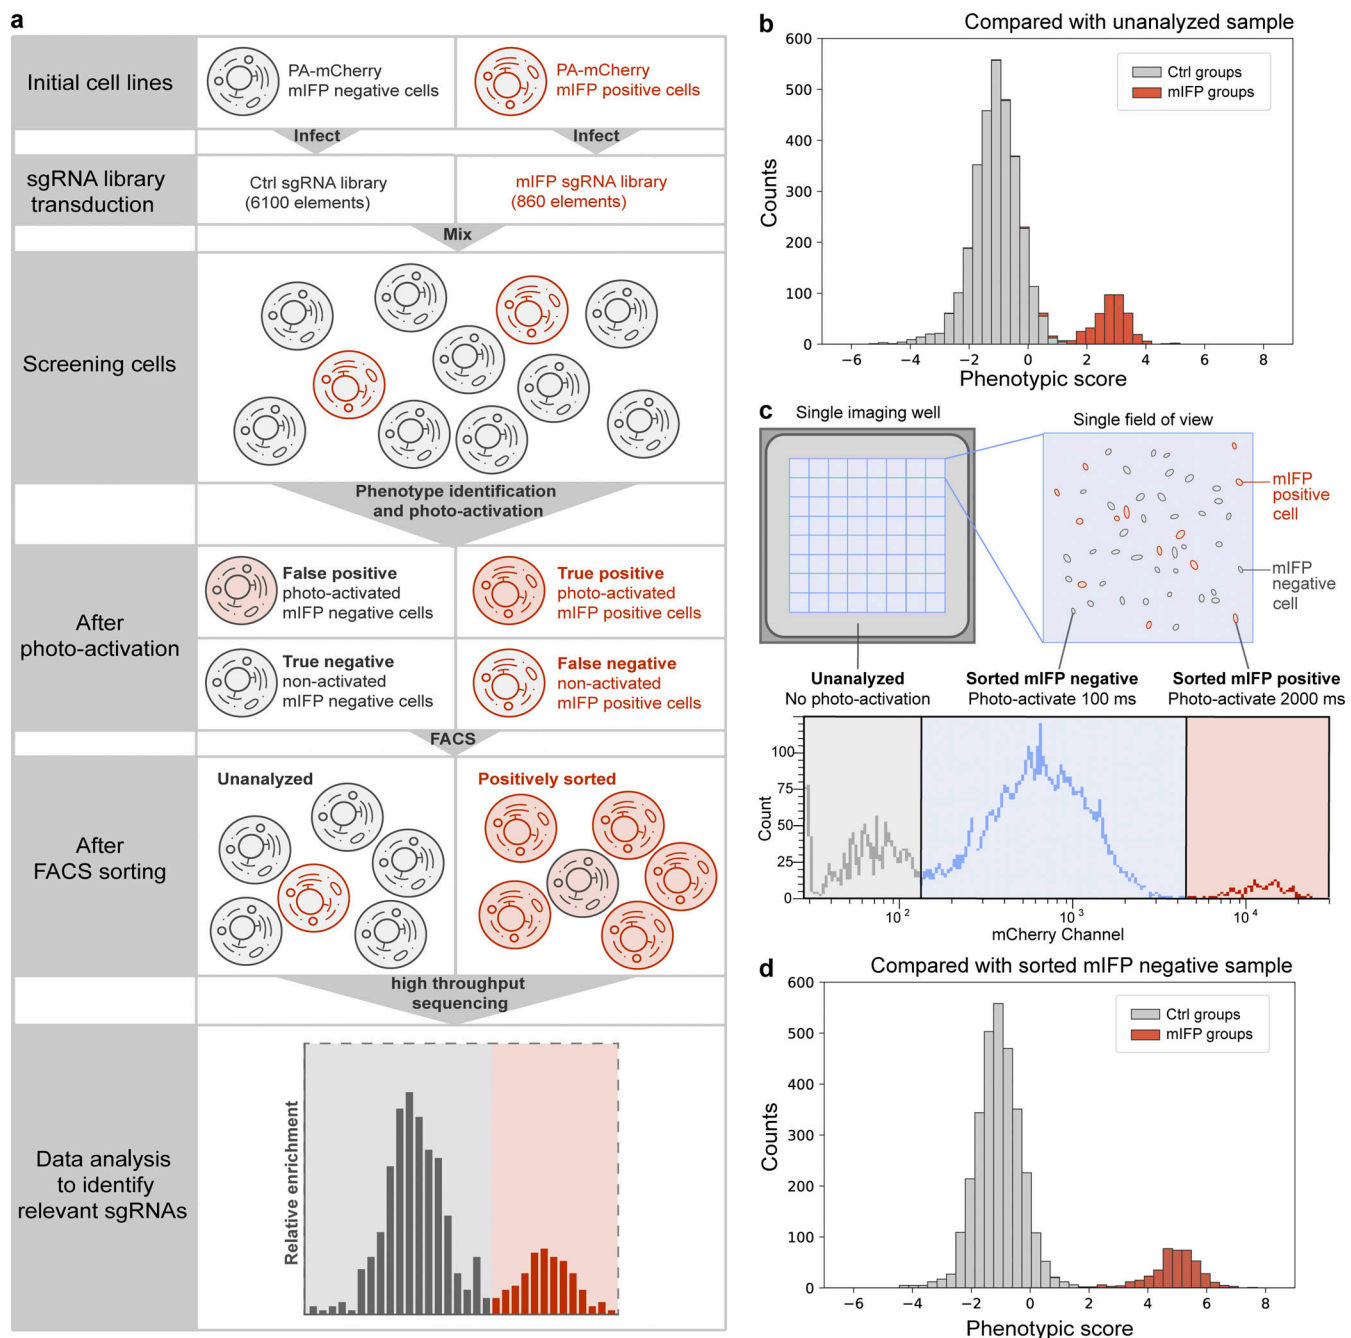 a
Initial cell lines
PA-mCherry
mIFP negative cells
PA-mCherry
mIFP positive cells
Infect
Infect
sgRNA library
transduction
Ctrl sgRNA library
(6100 elements)
mIFP sgRNA library
(860 elements)
Mix
Screening cells
Phenotype identification
and photo-activation
After
photo-activation
False positive
photo-activated
mIFP negative cells
True positive
photo-activated
mIFP positive cells
True negative
non-activated
mIFP negative cells
False negative
non-activated
mIFP positive cells
FACS
After
FACS sorting
Unanalyzed
Positively sorted
high throughput
sequencing
Data analysis
to identify
relevant sgRNAs
Relative enrichment
b
Compared with unanalyzed sample
600
500
400
300
200
100
0
Counts
Ctrl groups
mIFP groups
−6 −4 −2 0 2 4 6 8
Phenotypic score
c
Single imaging well
Single field of view
mIFP
positive
cell
mIFP
negative
cell
Unanalyzed
No photo-activation
Sorted mIFP negative
Photo-activate 100 ms
Sorted mIFP positive
Photo-activate 2000 ms
100
75
50
25
0
Count
10² 10³ 10⁴
mCherry Channel
d
Compared with sorted mIFP negative sample
600
500
400
300
200
100
0
Counts
Ctrl groups
mIFP groups
−6 −4 −2 0 2 4 6 8
Phenotypic score